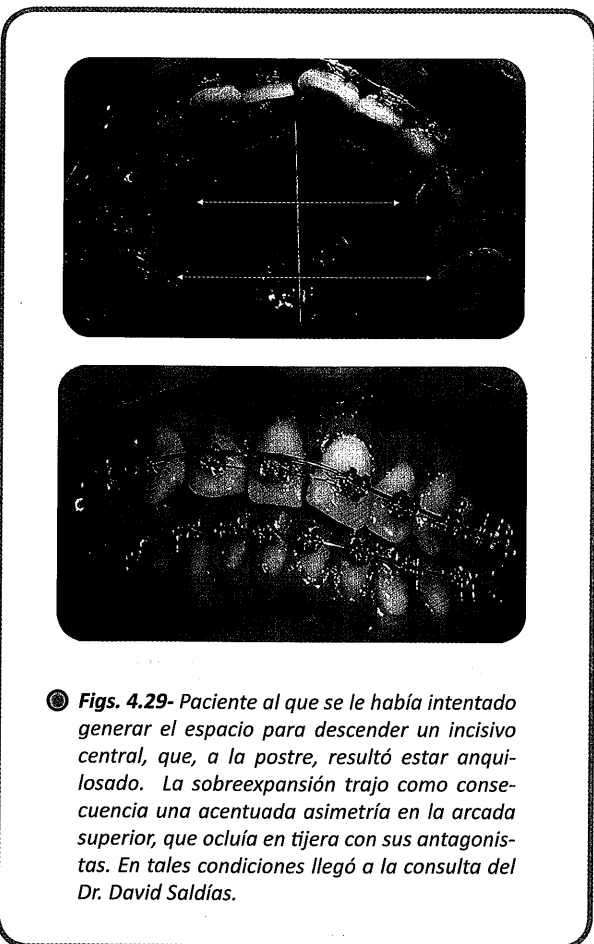 Figs. 4.29- Paciente al que se le había intentado
generar el espacio para descender un incisivo
central, que, a la postre, resultó estar anqui-
losado. La sobreexpansión trajo como conse-
cuencia una acentuada asimetría en la arcada
superior, que ocluía en tijera con sus antagonis-
tas. En tales condiciones llegó a la consulta del
Dr. David Saldías.